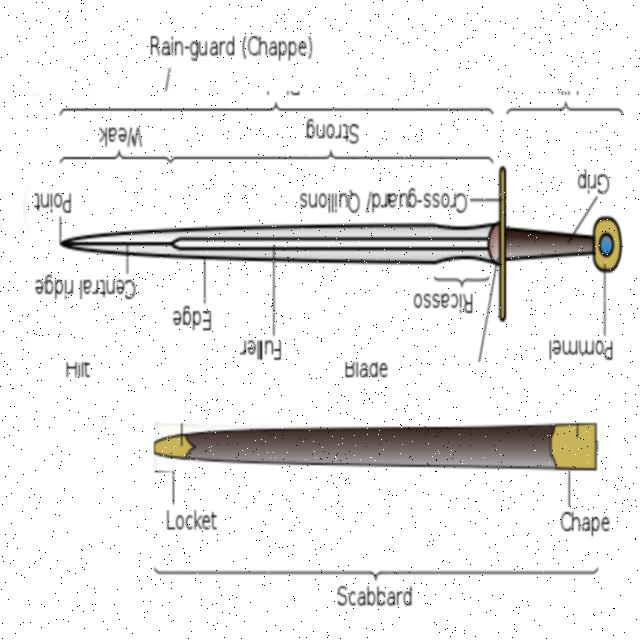 Rain-guard (Chappe)
Weak
Strong
Point
Cross-guard/ Quillons
Grip
Central ridge
Ricasso
Edge
Fuller
Pommel
Hilt
Blade
Locket
Chape
Scabbard